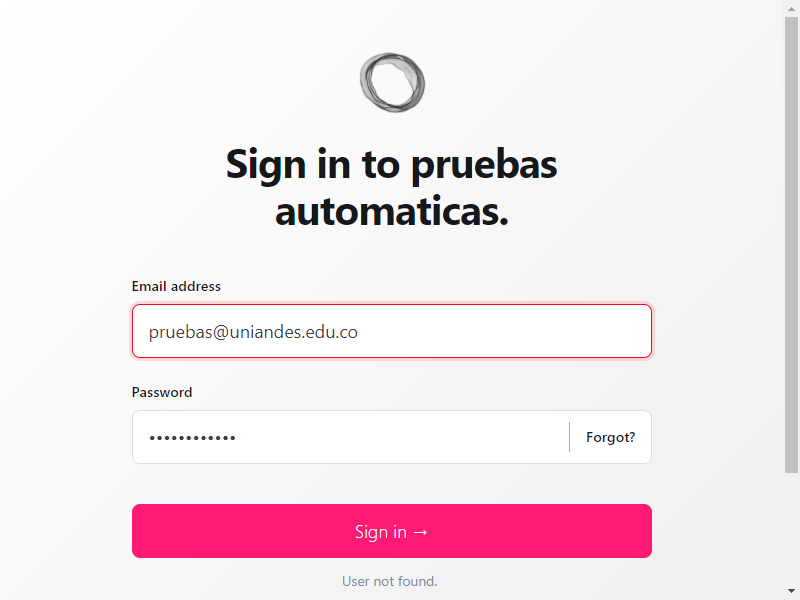 Sign in to pruebas
automaticas.
Email address
pruebas@uniandes.edu.co
Password
••••••••••••
Forgot?
Sign in →
User not found.